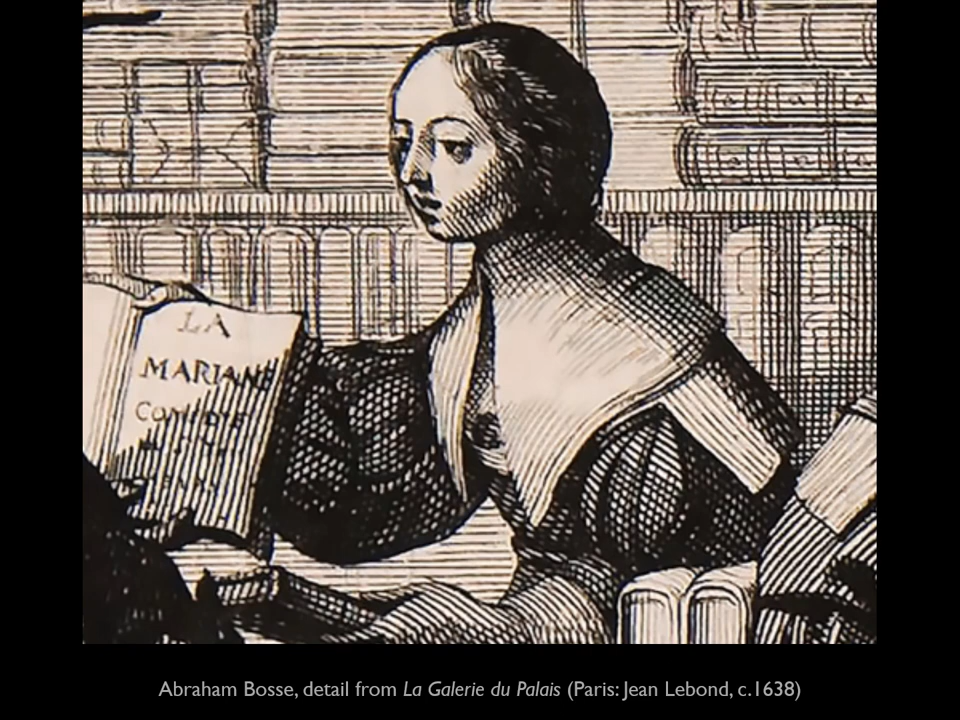 LA
MARIANE
Abraham Bosse, detail from La Galerie du Palais (Paris: Jean Lebond, c.1638)